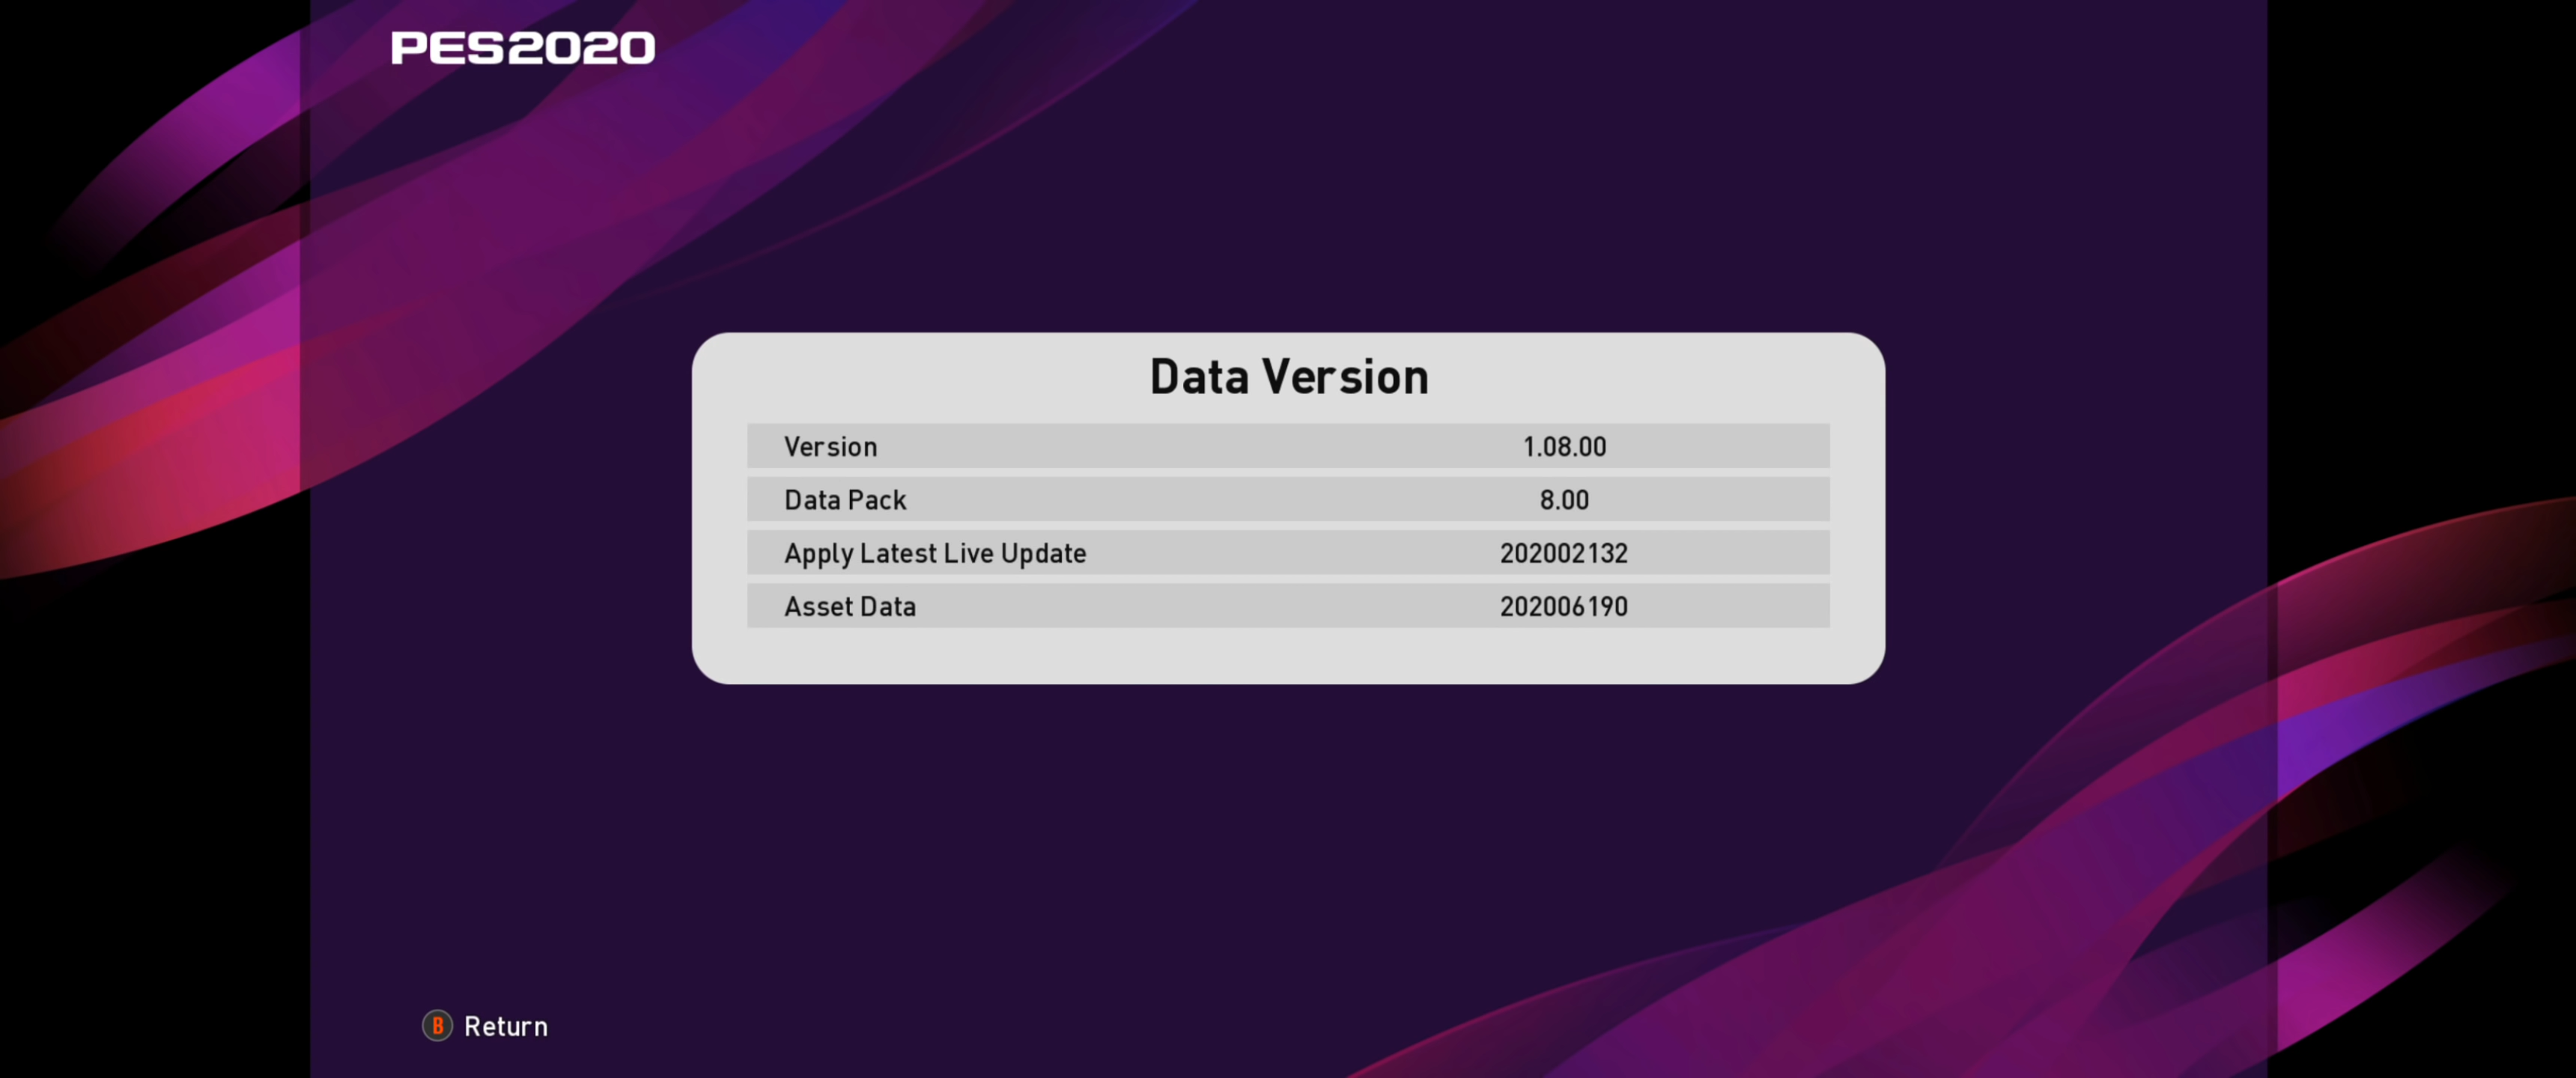 PES2020
Data Version
Version 1.08.00
Data Pack 8.00
Apply Latest Live Update 202002132
Asset Data 202006190
B Return